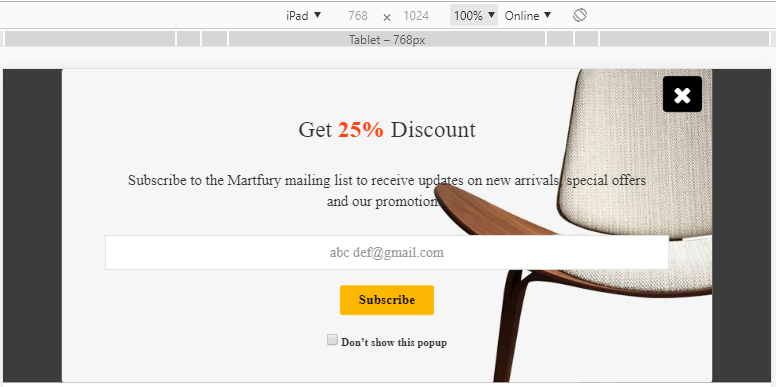 iPad ▼ 768 × 1024 100% ▼ Online ▼
Tablet – 768px
Get 25% Discount
Subscribe to the Martfury mailing list to receive updates on new arrivals, special offers
and our promotion
abc def@gmail.com
Subscribe
Don’t show this popup